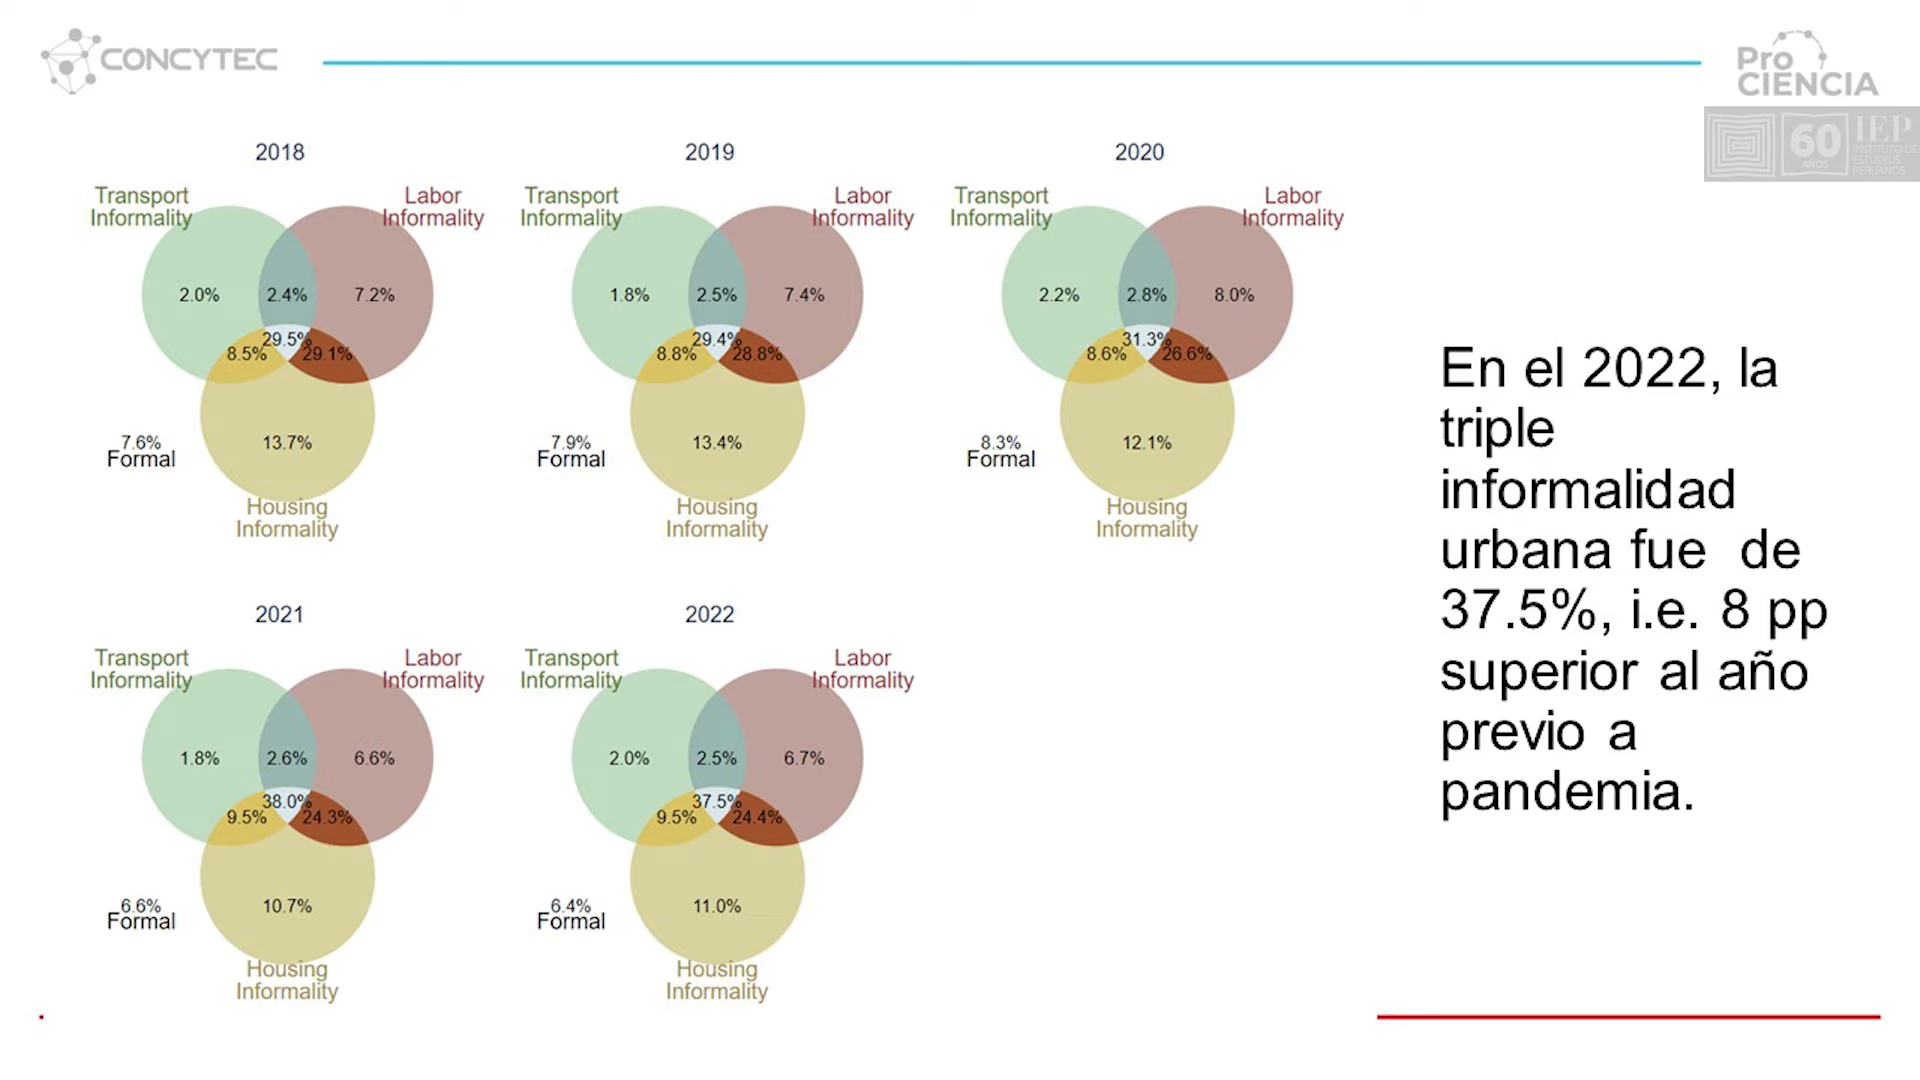 CONCYTEC
Pro
CIENCIA
60
AÑOS
IEP
INSTITUTO DE
ESTUDIOS
PERUANOS
2018
Transport
Informality
Labor
Informality
2.0%
2.4%
7.2%
29.5%
8.5%
29.1%
7.6%
Formal
13.7%
Housing
Informality
2019
Transport
Informality
Labor
Informality
1.8%
2.5%
7.4%
29.4%
8.8%
28.8%
7.9%
Formal
13.4%
Housing
Informality
2020
Transport
Informality
Labor
Informality
2.2%
2.8%
8.0%
31.3%
8.6%
26.6%
8.3%
Formal
12.1%
Housing
Informality
2021
Transport
Informality
Labor
Informality
1.8%
2.6%
6.6%
38.0%
9.5%
24.3%
6.6%
Formal
10.7%
Housing
Informality
2022
Transport
Informality
Labor
Informality
2.0%
2.5%
6.7%
37.5%
9.5%
24.4%
6.4%
Formal
11.0%
Housing
Informality
En el 2022, la
triple
informalidad
urbana fue de
37.5%, i.e. 8 pp
superior al año
previo a
pandemia.